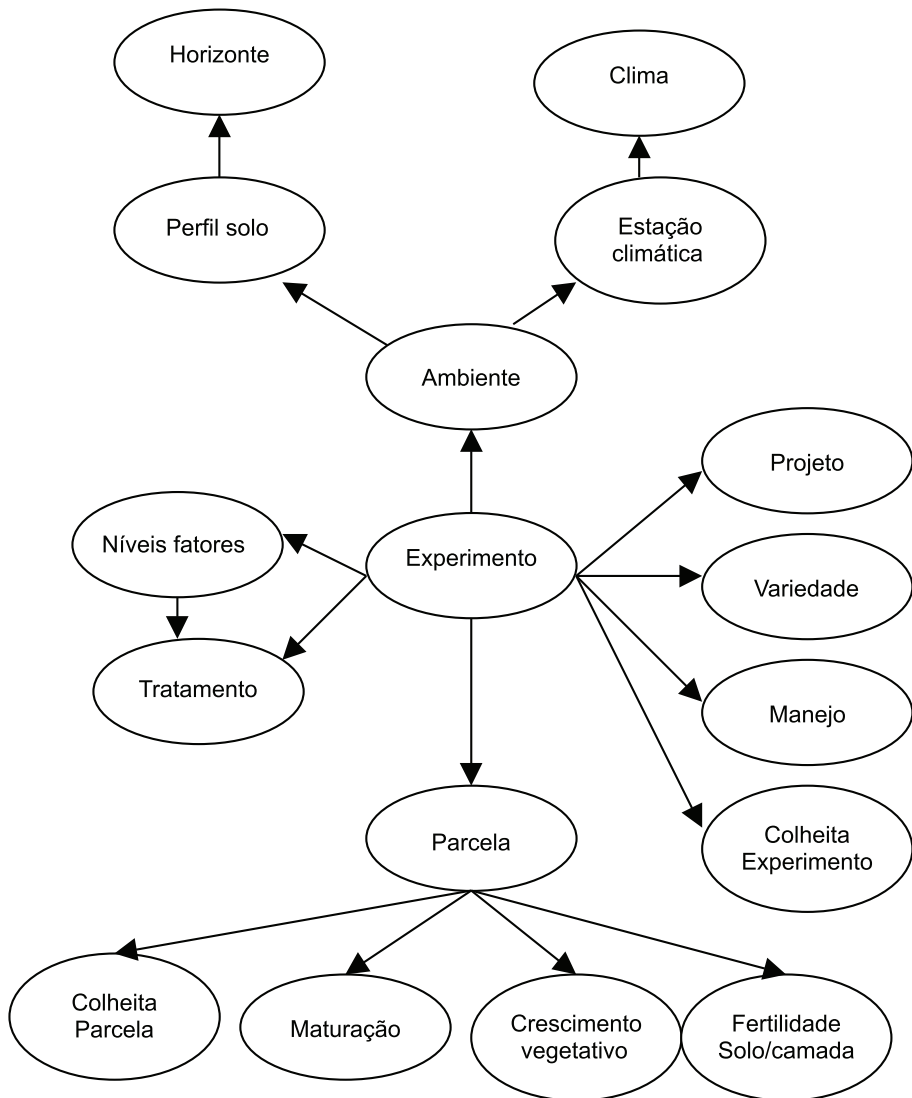 Horizonte
Clima
Perfil solo
Estação
climática
Ambiente
Projeto
Níveis fatores
Experimento
Variedade
Tratamento
Manejo
Parcela
Colheita
Experimento
Colheita
Parcela
Maturação
Crescimento
vegetativo
Fertilidade
Solo/camada